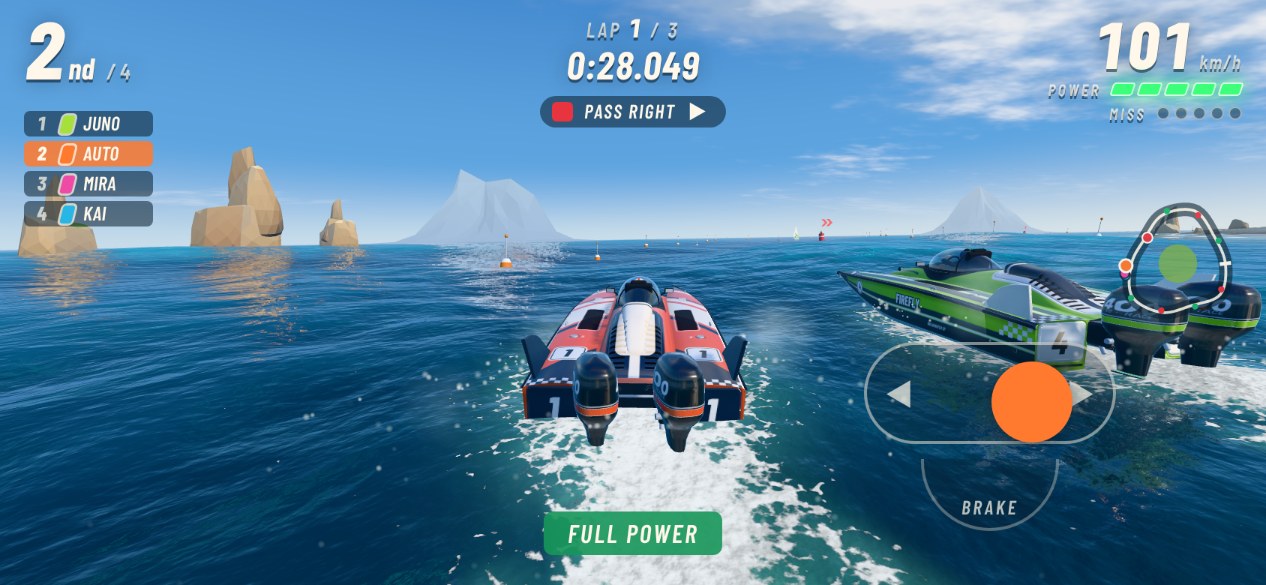 2nd / 4
LAP 1 / 3
0:28.049
PASS RIGHT
101 km/h
POWER
MISS
1 JUNO
2 AUTO
3 MIRA
4 KAI
FIREFLY
4
1 1
1 1
BRAKE
FULL POWER